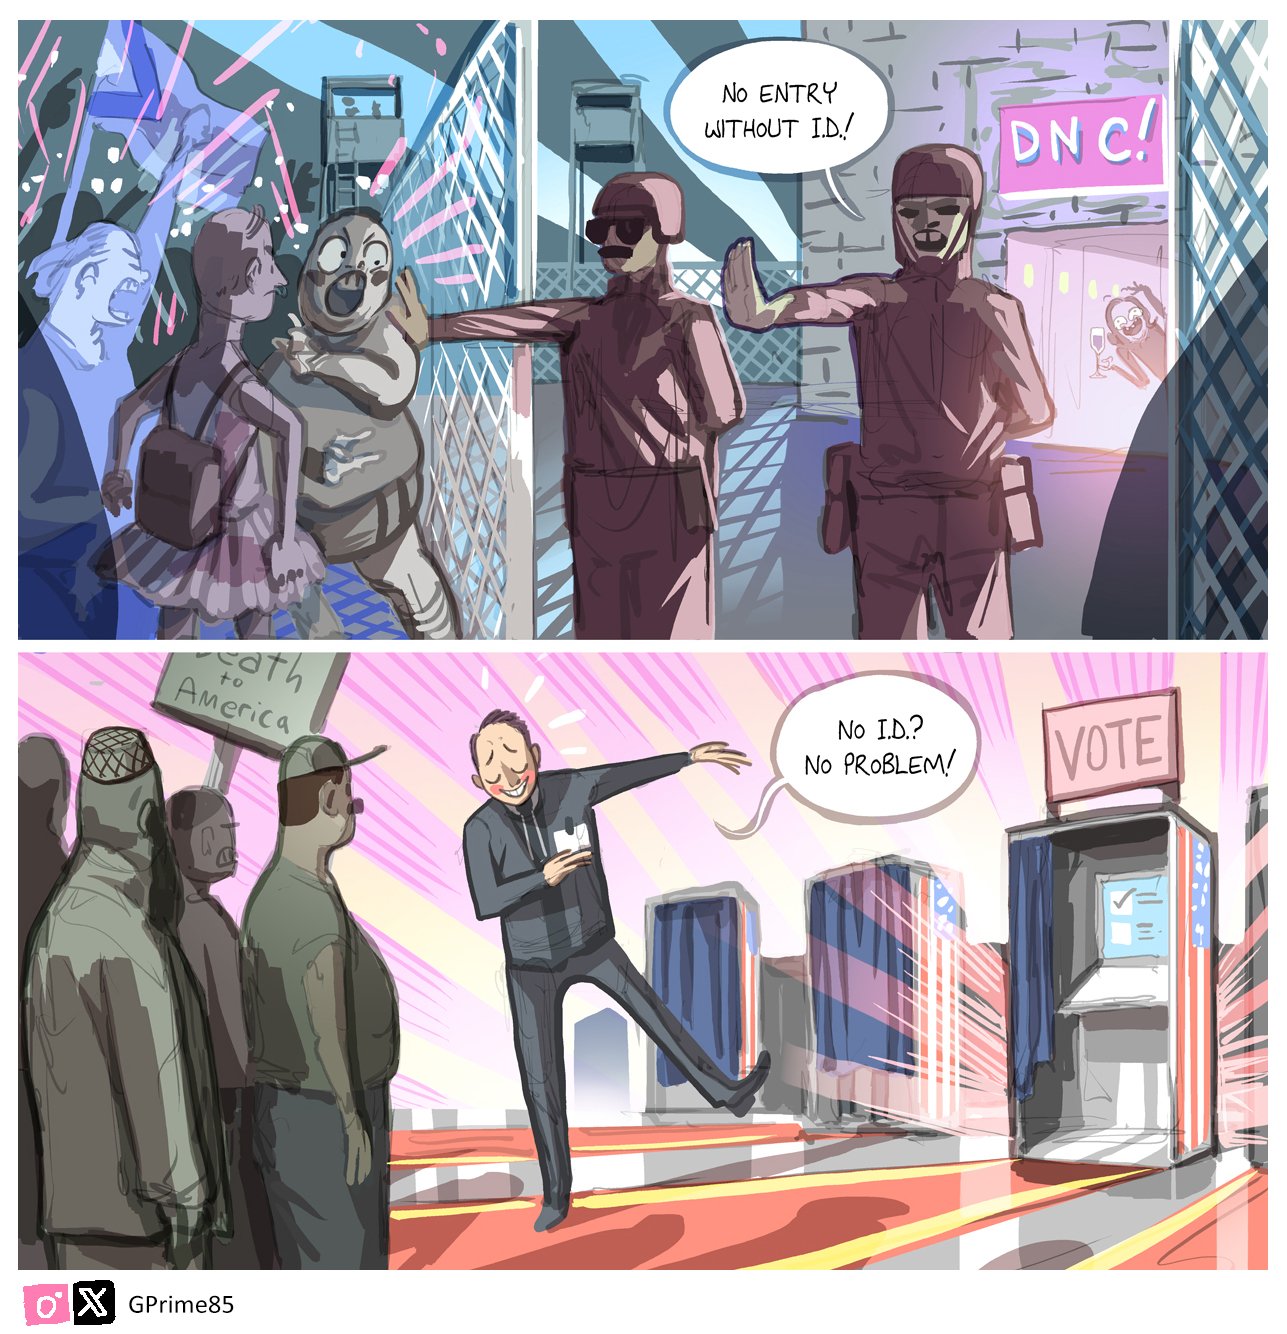 NO ENTRY
WITHOUT I.D.!
DNC!
Death
to
America
NO I.D.?
NO PROBLEM!
VOTE
GPrime85